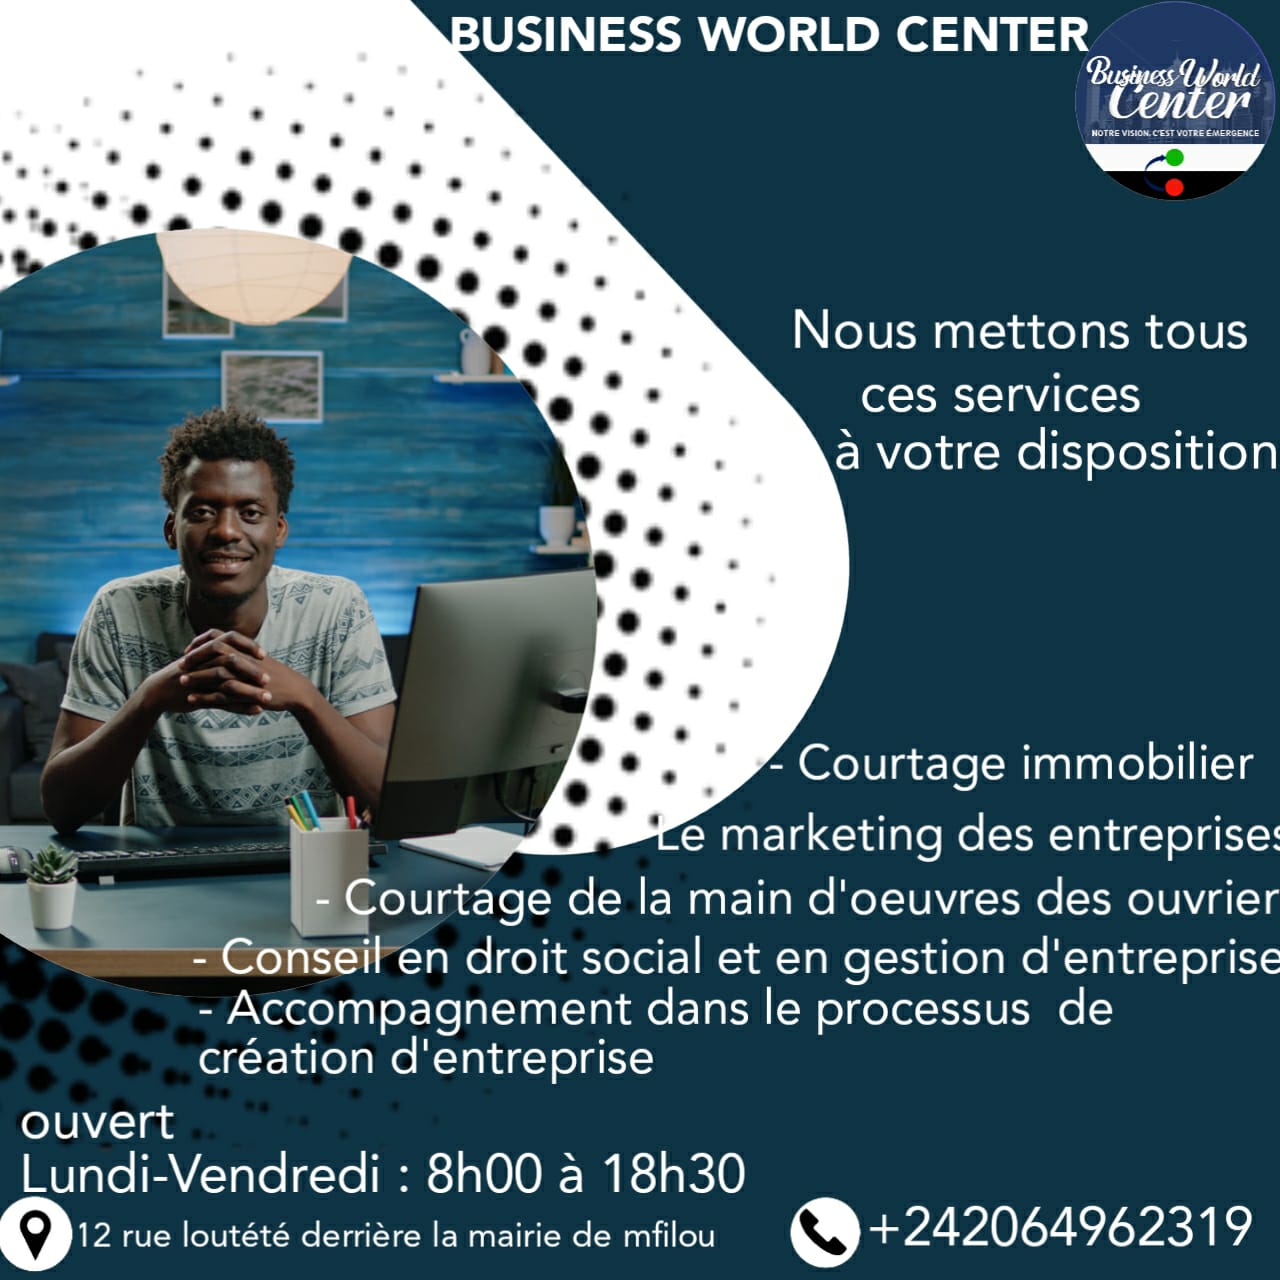 BUSINESS WORLD CENTER
Business World
Center
NOTRE VISION, C'EST VOTRE ÉMERGENCE
Nous mettons tous
ces services
à votre disposition
- Courtage immobilier
Le marketing des entreprises
- Courtage de la main d'oeuvres des ouvrier
- Conseil en droit social et en gestion d'entreprise
- Accompagnement dans le processus de
création d'entreprise
ouvert
Lundi-Vendredi : 8h00 à 18h30
12 rue loutété derrière la mairie de mfilou
+242064962319